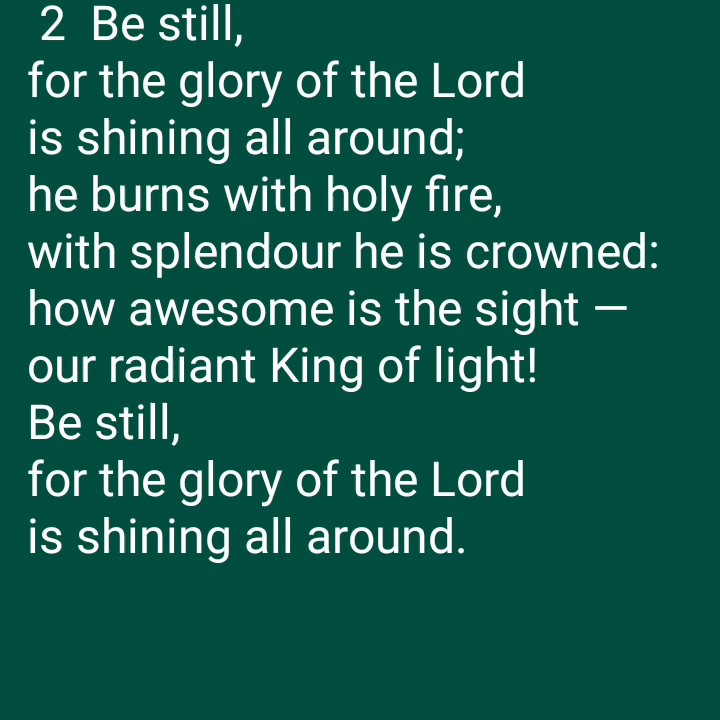 2 Be still,
for the glory of the Lord
is shining all around;
he burns with holy fire,
with splendour he is crowned:
how awesome is the sight —
our radiant King of light!
Be still,
for the glory of the Lord
is shining all around.